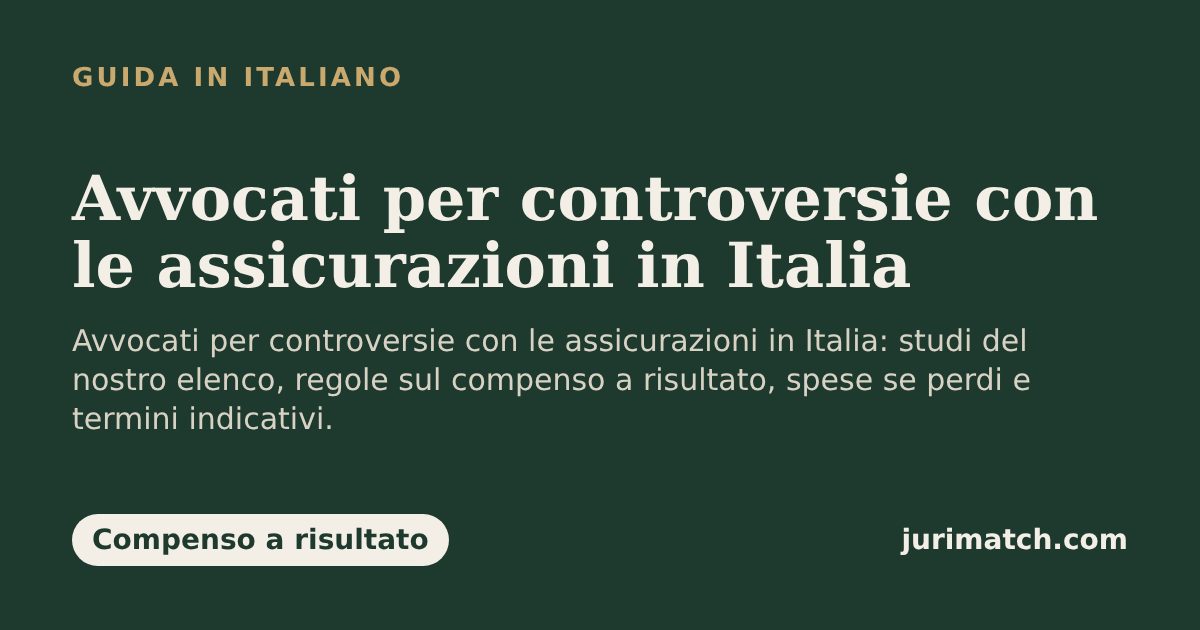 GUIDA IN ITALIANO
Avvocati per controversie con
le assicurazioni in Italia
Avvocati per controversie con le assicurazioni in Italia: studi del
nostro elenco, regole sul compenso a risultato, spese se perdi e
termini indicativi.
Compenso a risultato
jurimatch.com